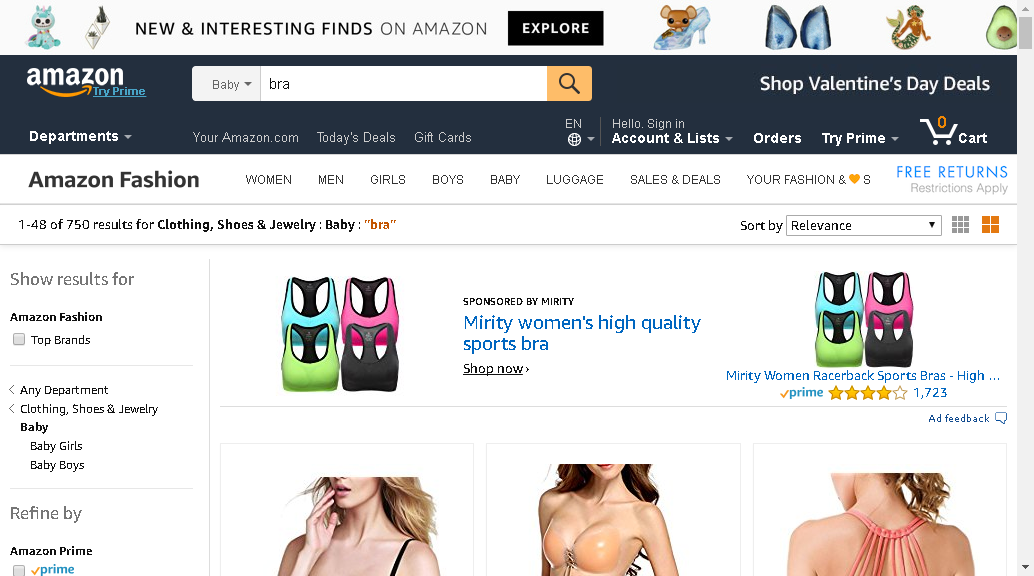 NEW & INTERESTING FINDS ON AMAZON EXPLORE
amazon
Try Prime
Baby bra
Shop Valentine's Day Deals
Departments
Your Amazon.com Today's Deals Gift Cards
EN
Hello. Sign in
Account & Lists Orders Try Prime 0 Cart
Amazon Fashion WOMEN MEN GIRLS BOYS BABY LUGGAGE SALES & DEALS YOUR FASHION & S
FREE RETURNS
Restrictions Apply
1-48 of 750 results for Clothing, Shoes & Jewelry : Baby : "bra"
Sort by Relevance
Show results for
Amazon Fashion
Top Brands
Any Department
Clothing, Shoes & Jewelry
Baby
Baby Girls
Baby Boys
Refine by
Amazon Prime
prime
SPONSORED BY MIRITY
Mirity women's high quality
sports bra
Shop now ›
Mirity Women Racerback Sports Bras - High ...
prime 1,723
Ad feedback